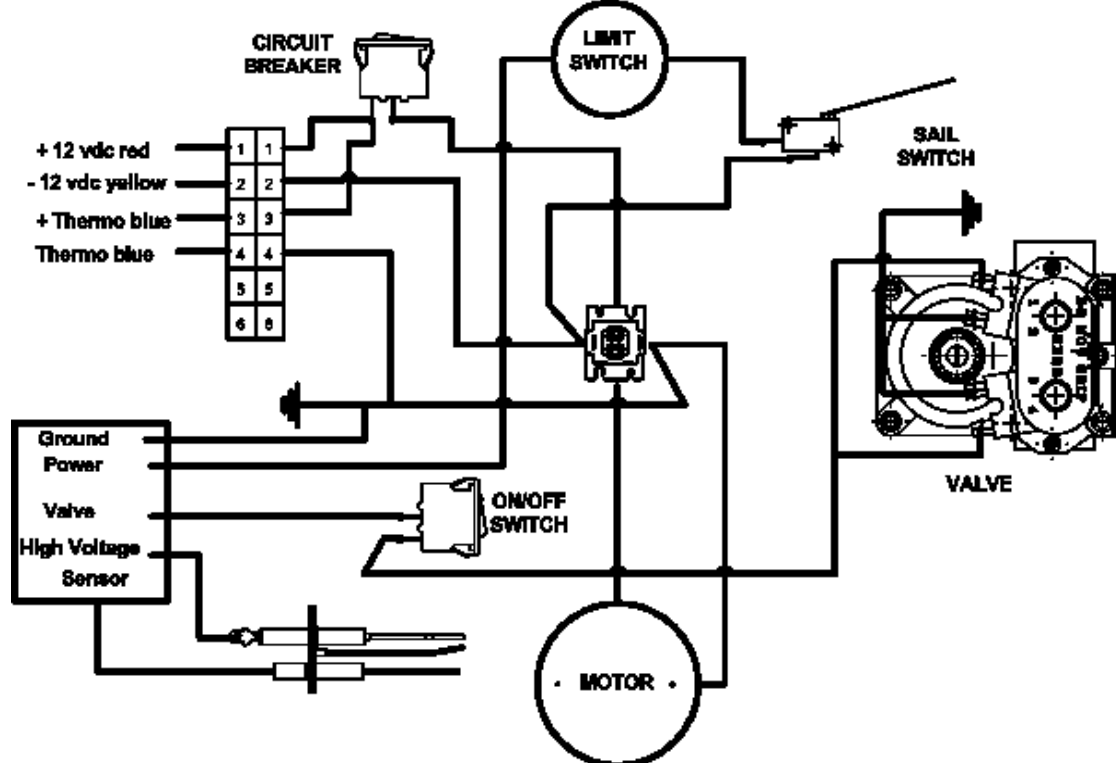 CIRCUIT
BREAKER
LIMIT
SWITCH
SAIL
SWITCH
+ 12 vdc red
1 1
- 12 vdc yellow
2 2
+ Thermo blue
3 3
Thermo blue
4 4
5 5
6 6
VALVE
Ground
Power
Valve
High Voltage
Sensor
ON/OFF
SWITCH
MOTOR